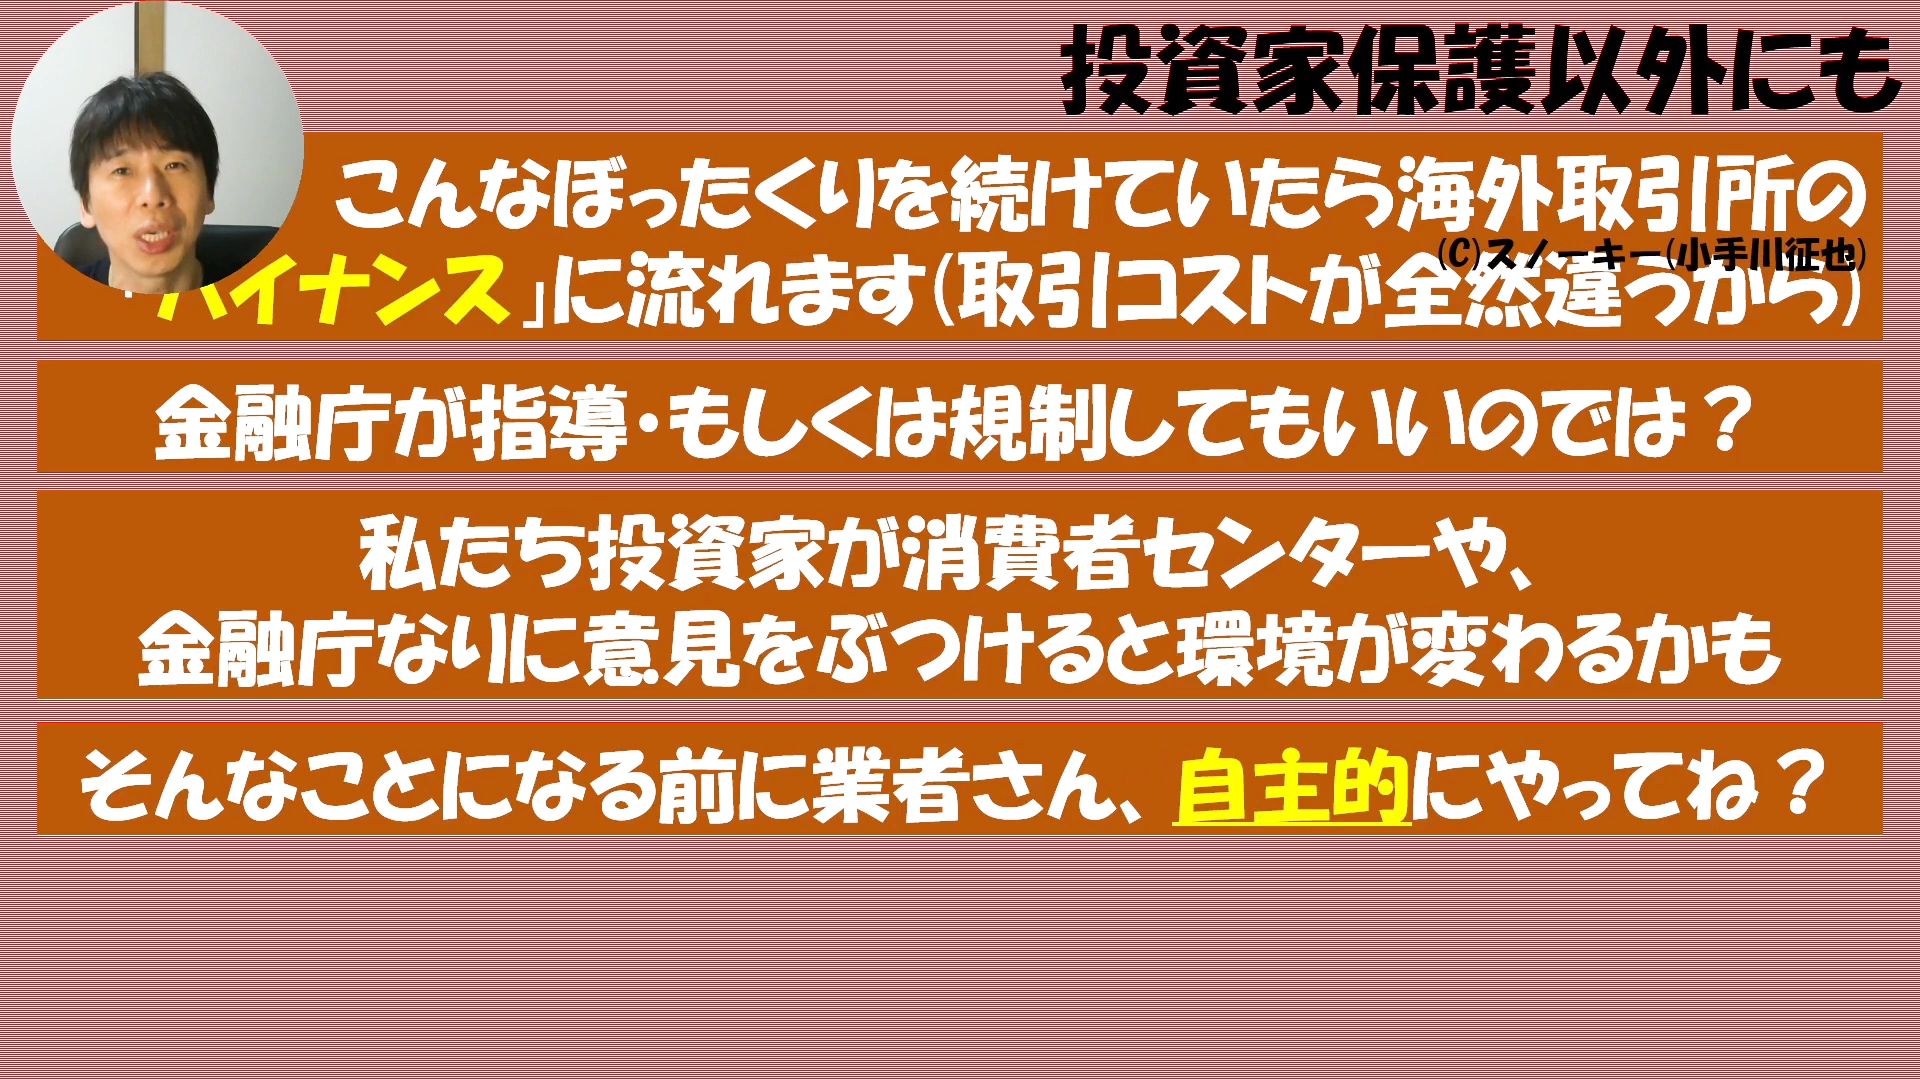 投資家保護以外にも
こんなぼったくりを続けていたら海外取引所の
(C)スノーキー(小手川征也)
「バイナンス」に流れます(取引コストが全然違うから)
金融庁が指導・もしくは規制してもいいのでは？
私たち投資家が消費者センターや、
金融庁なりに意見をぶつけると環境が変わるかも
そんなことになる前に業者さん、自主的にやってね？